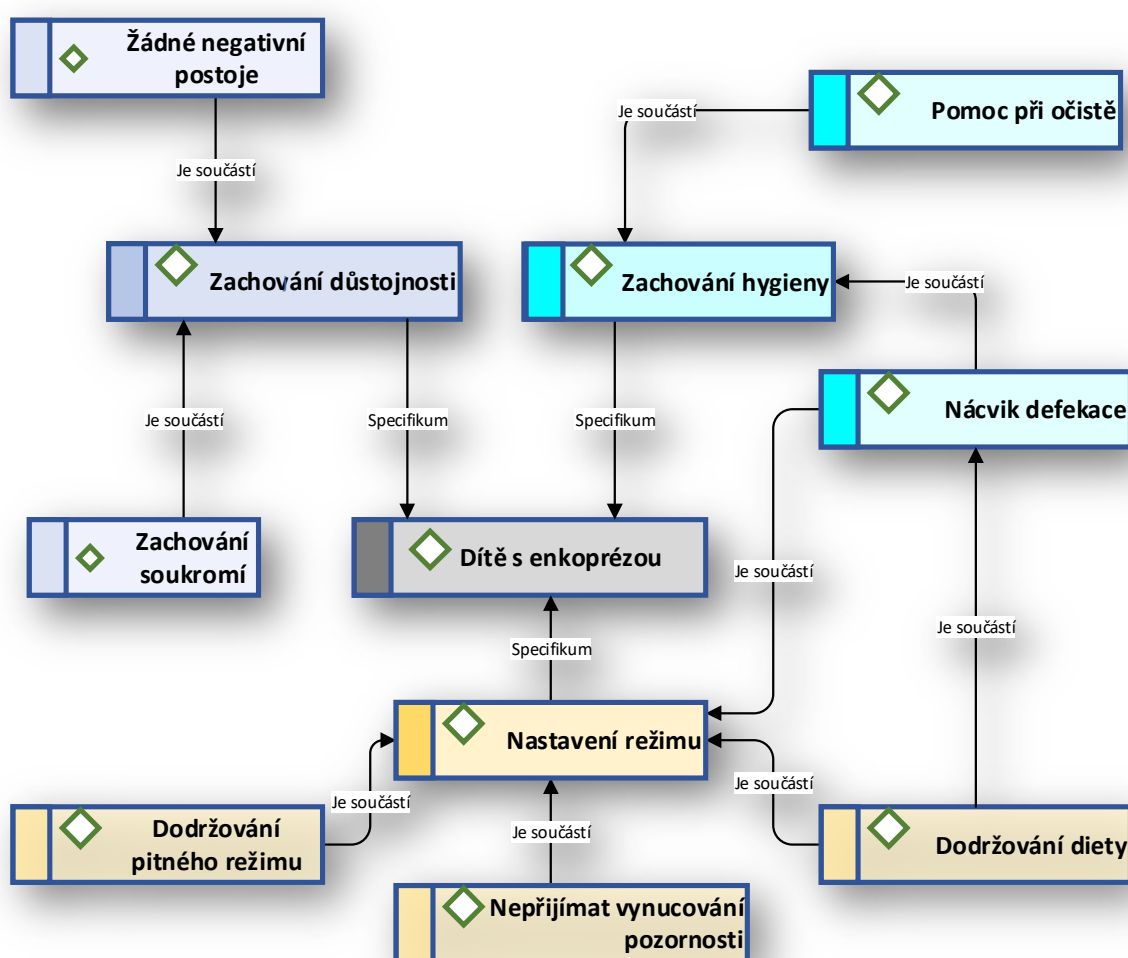 Žádné negativní
postoje
Pomoc při očistě
Je součástí
Je součástí
Zachování důstojnosti
Zachování hygieny
Je součástí
Nácvik defekace
Je součástí
Specifikum
Specifikum
Zachování
soukromí
Dítě s enkoprézou
Je součástí
Je součástí
Specifikum
Nastavení režimu
Je součástí
Je součástí
Je součástí
Dodržování
pitného režimu
Dodržování diety
Nepřijímat vynucování
pozornosti